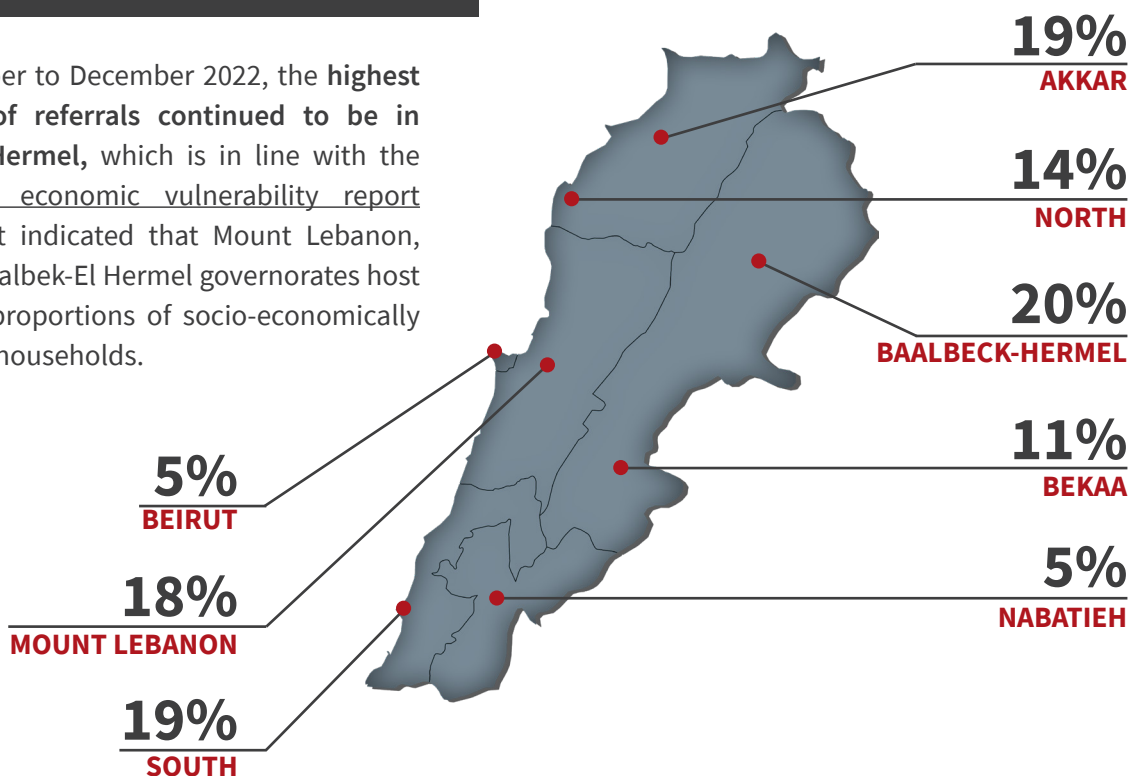 er to December 2022, the highest
of referrals continued to be in
Hermel, which is in line with the
economic vulnerability report
t indicated that Mount Lebanon,
albek-El Hermel governorates host
proportions of socio-economically
households.
19%
AKKAR
14%
NORTH
20%
BAALBECK-HERMEL
11%
BEKAA
5%
NABATIEH
5%
BEIRUT
18%
MOUNT LEBANON
19%
SOUTH